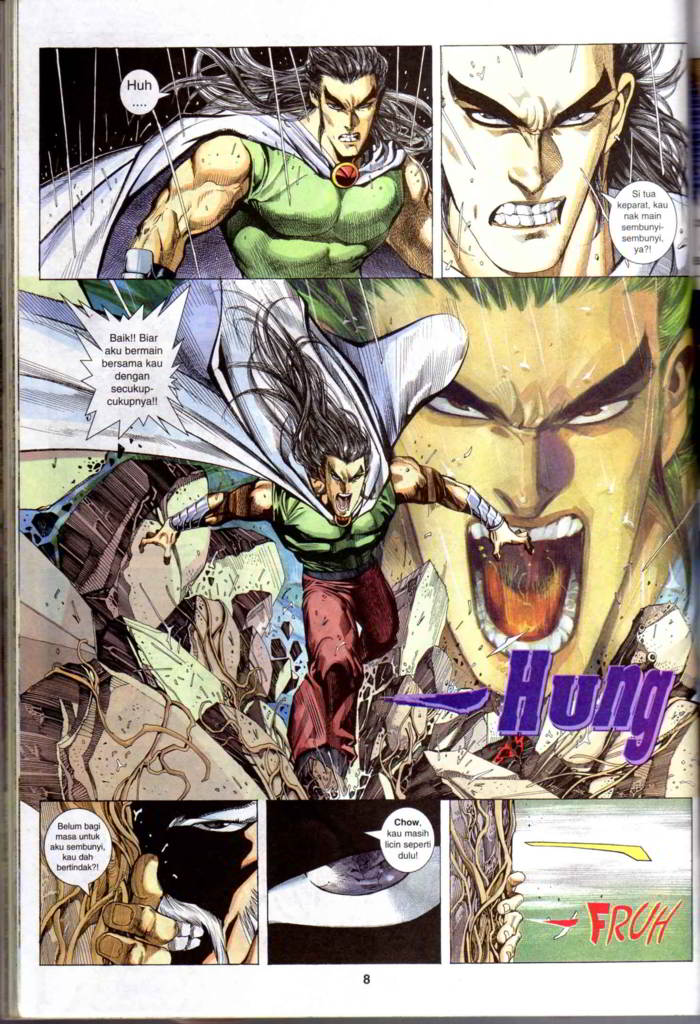 Huh
....
Si tua
keparat, kau
nak main
sembunyi-
sembunyi,
ya?!
Baik!! Biar
aku bermain
bersama kau
dengan
secukup-
cukupnya!!
Hung
Belum bagi
masa untuk
aku sembunyi,
kau dah
bertindak?!
Chow,
kau masih
licin seperti
dulu!
FRUH
8